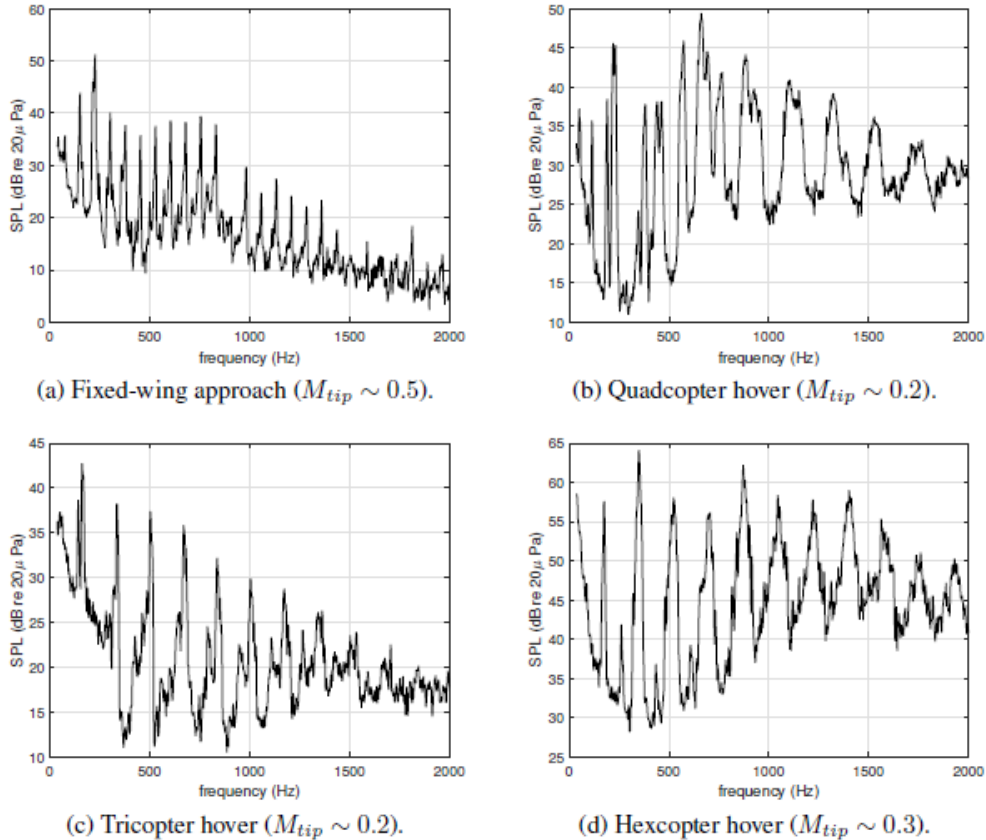 60
50
40
30
20
10
0
SPL (dB re 20μ Pa)
0 500 1000 1500 2000
frequency (Hz)
(a) Fixed-wing approach (M_tip ∼ 0.5).
50
45
40
35
30
25
20
15
10
SPL (dB re 20μ Pa)
0 500 1000 1500 2000
frequency (Hz)
(b) Quadcopter hover (M_tip ∼ 0.2).
45
40
35
30
25
20
15
10
SPL (dB re 20μ Pa)
0 500 1000 1500 2000
frequency (Hz)
(c) Tricopter hover (M_tip ∼ 0.2).
65
60
55
50
45
40
35
30
25
SPL (dB re 20μ Pa)
0 500 1000 1500 2000
frequency (Hz)
(d) Hexcopter hover (M_tip ∼ 0.3).